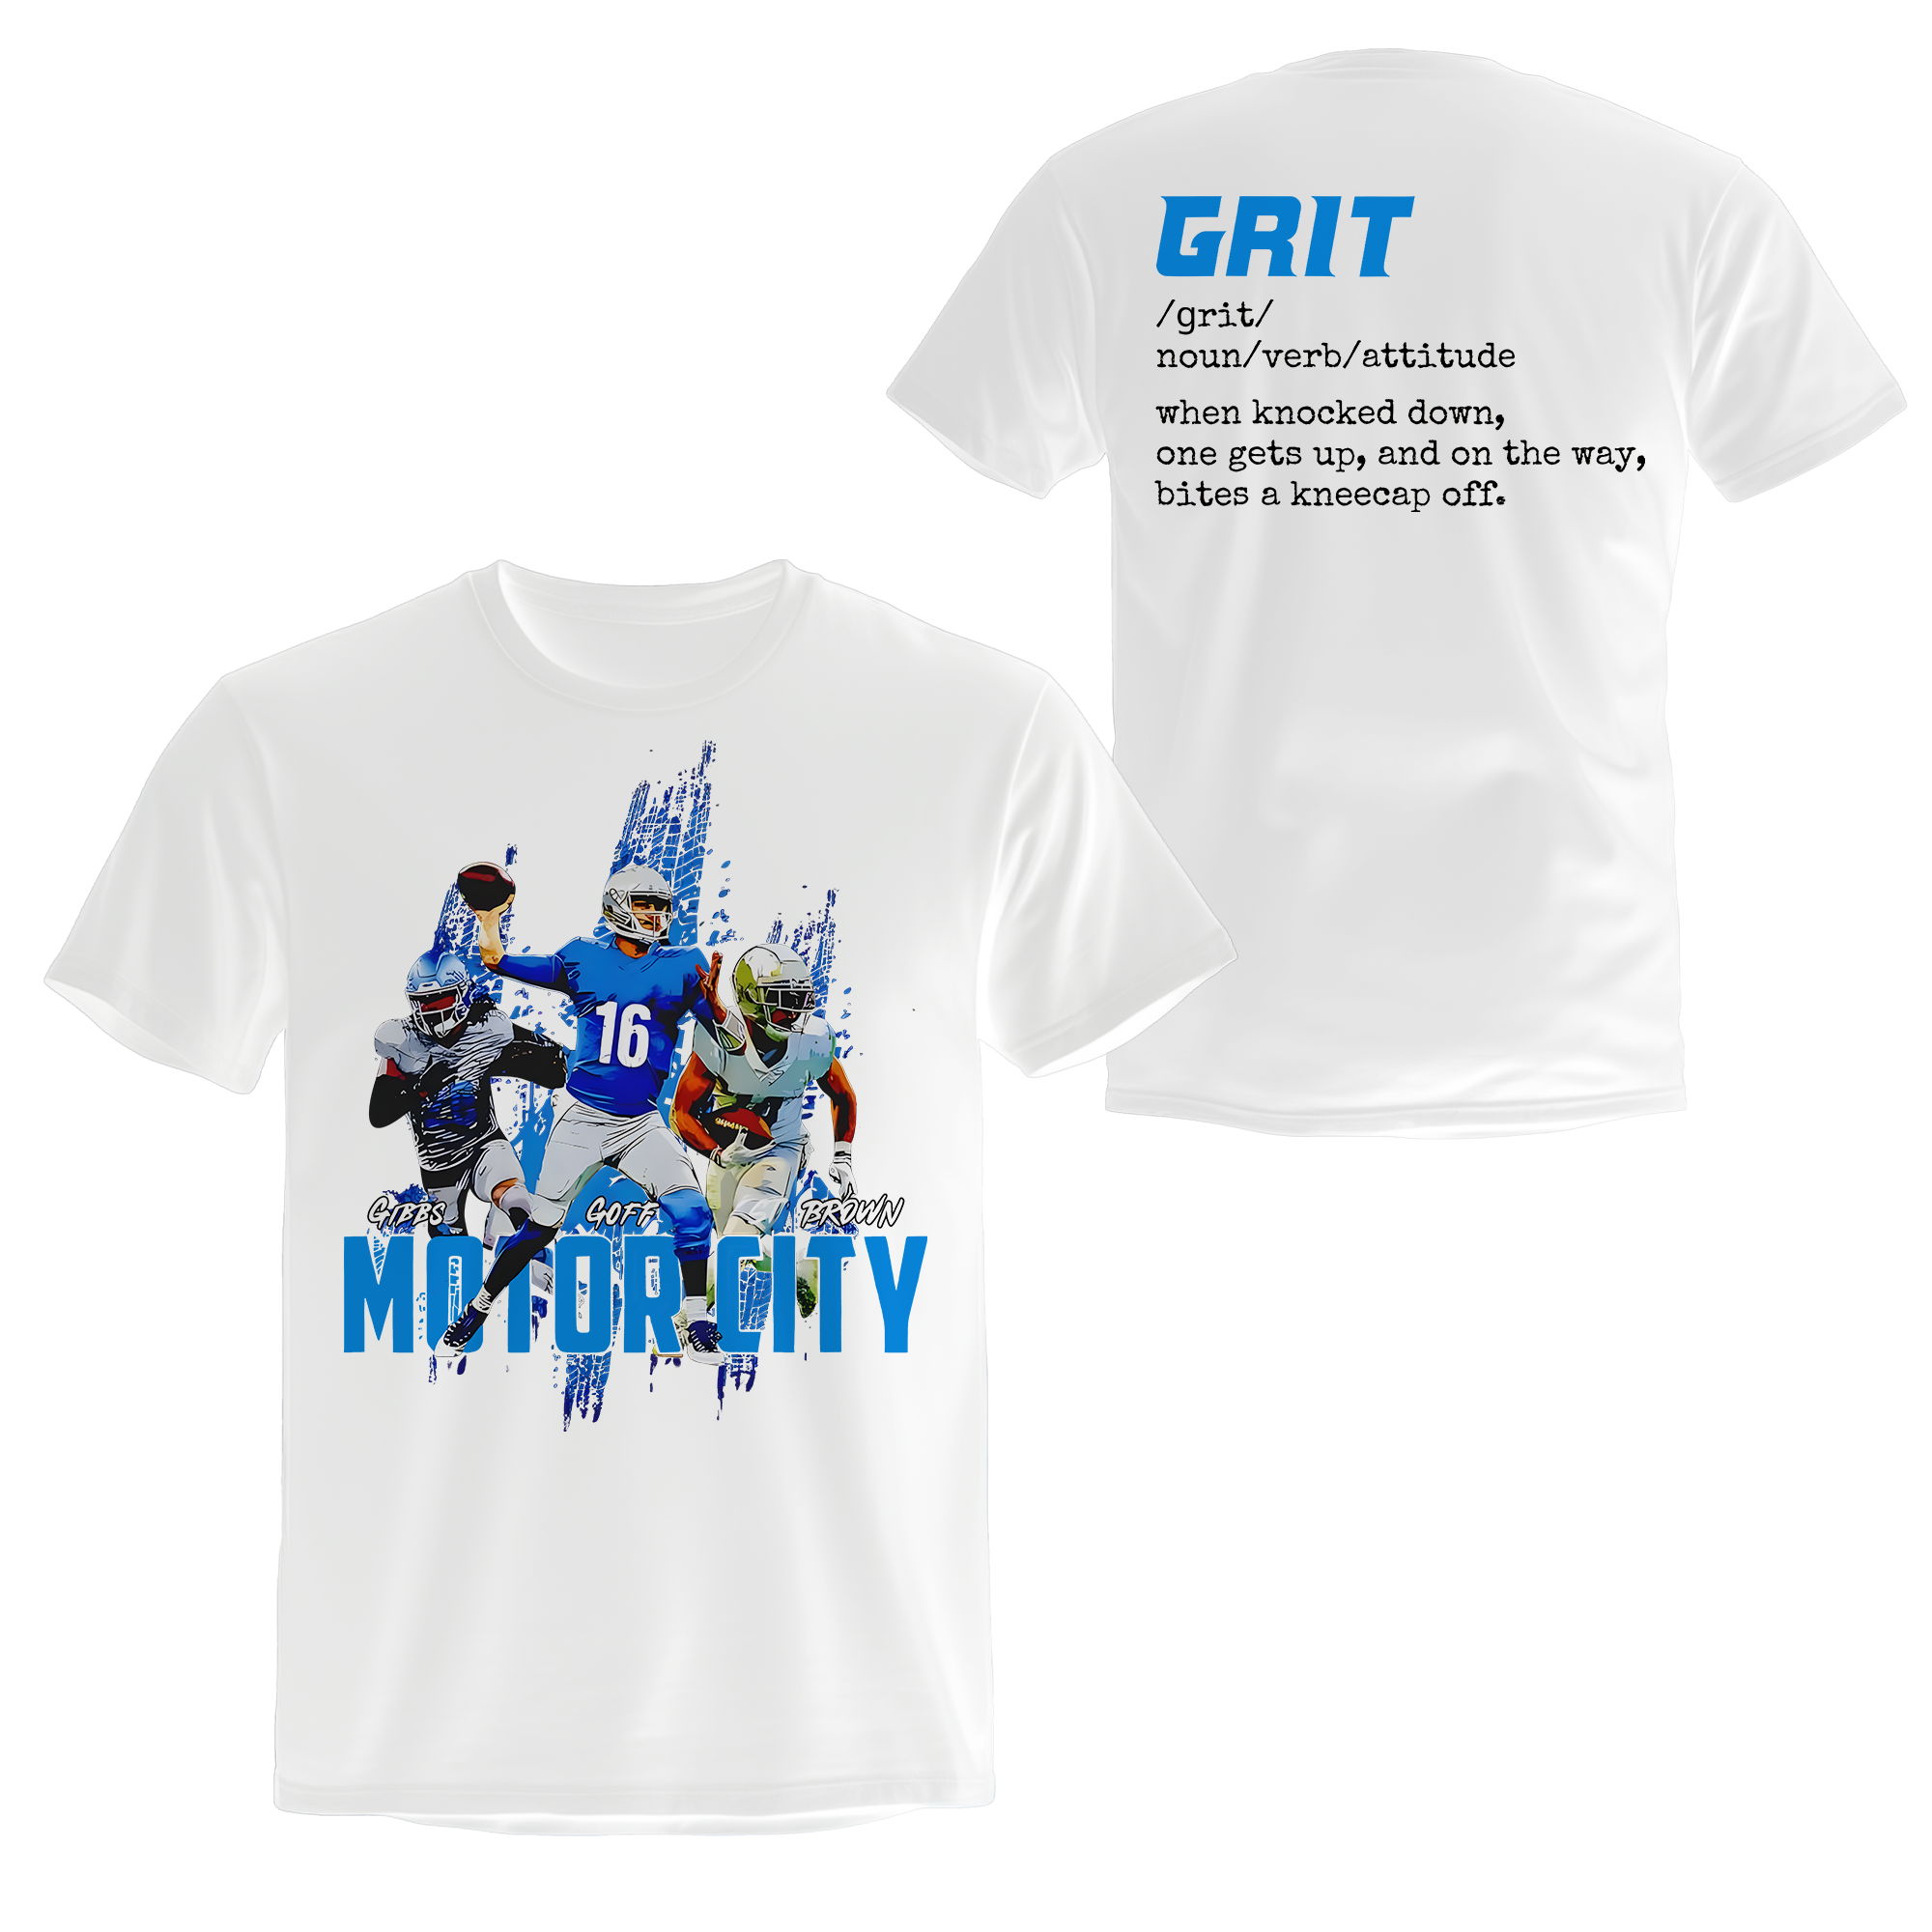 GRIT
/grit/
noun/verb/attitude
when knocked down,
one gets up, and on the way,
bites a kneecap off.
16
GIBBS
GOFF
BROWN
MOTOR CITY